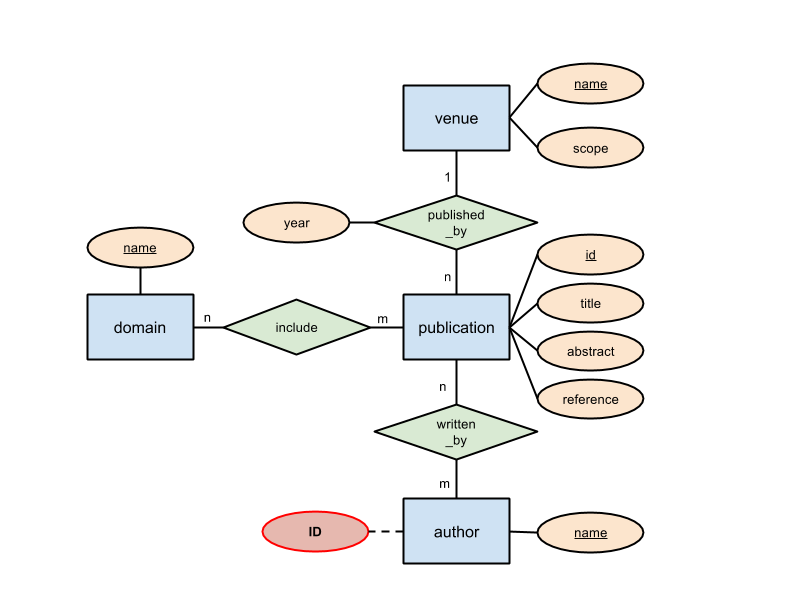 name
venue
scope
1
published
_by
year
name
id
n
title
domain
n
include
m
publication
abstract
n
reference
written
_by
m
ID
author
name